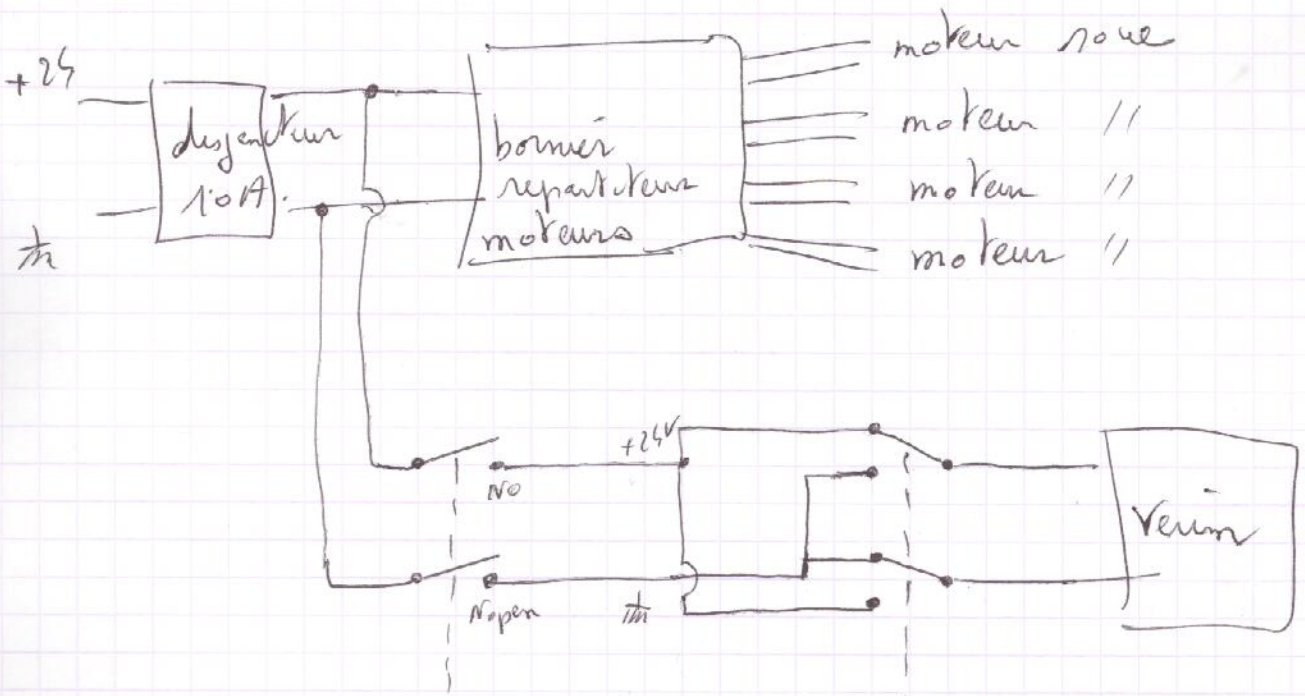 +24
disjoncteur
10A.
bornier
repartiteur
moteurs
moteur roue
moteur "
moteur "
moteur "
NO
Nopen
+24V
Verin